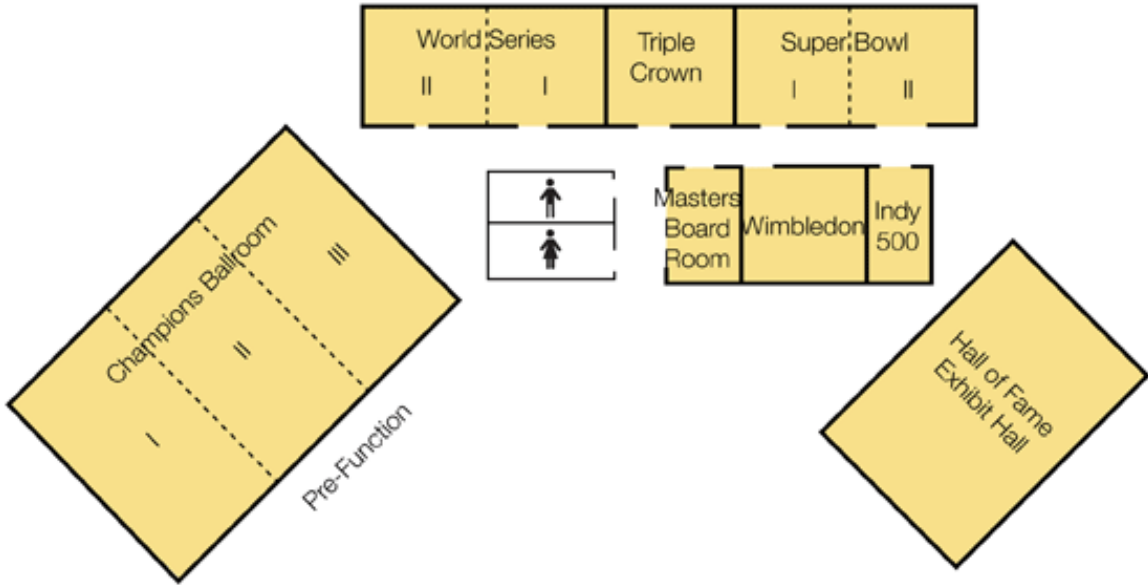 World Series
II
I
Triple
Crown
Super Bowl
I
II
Masters
Board
Room
Wimbledon
Indy
500
Champions Ballroom
I
II
III
Pre-Function
Hall of Fame
Exhibit Hall